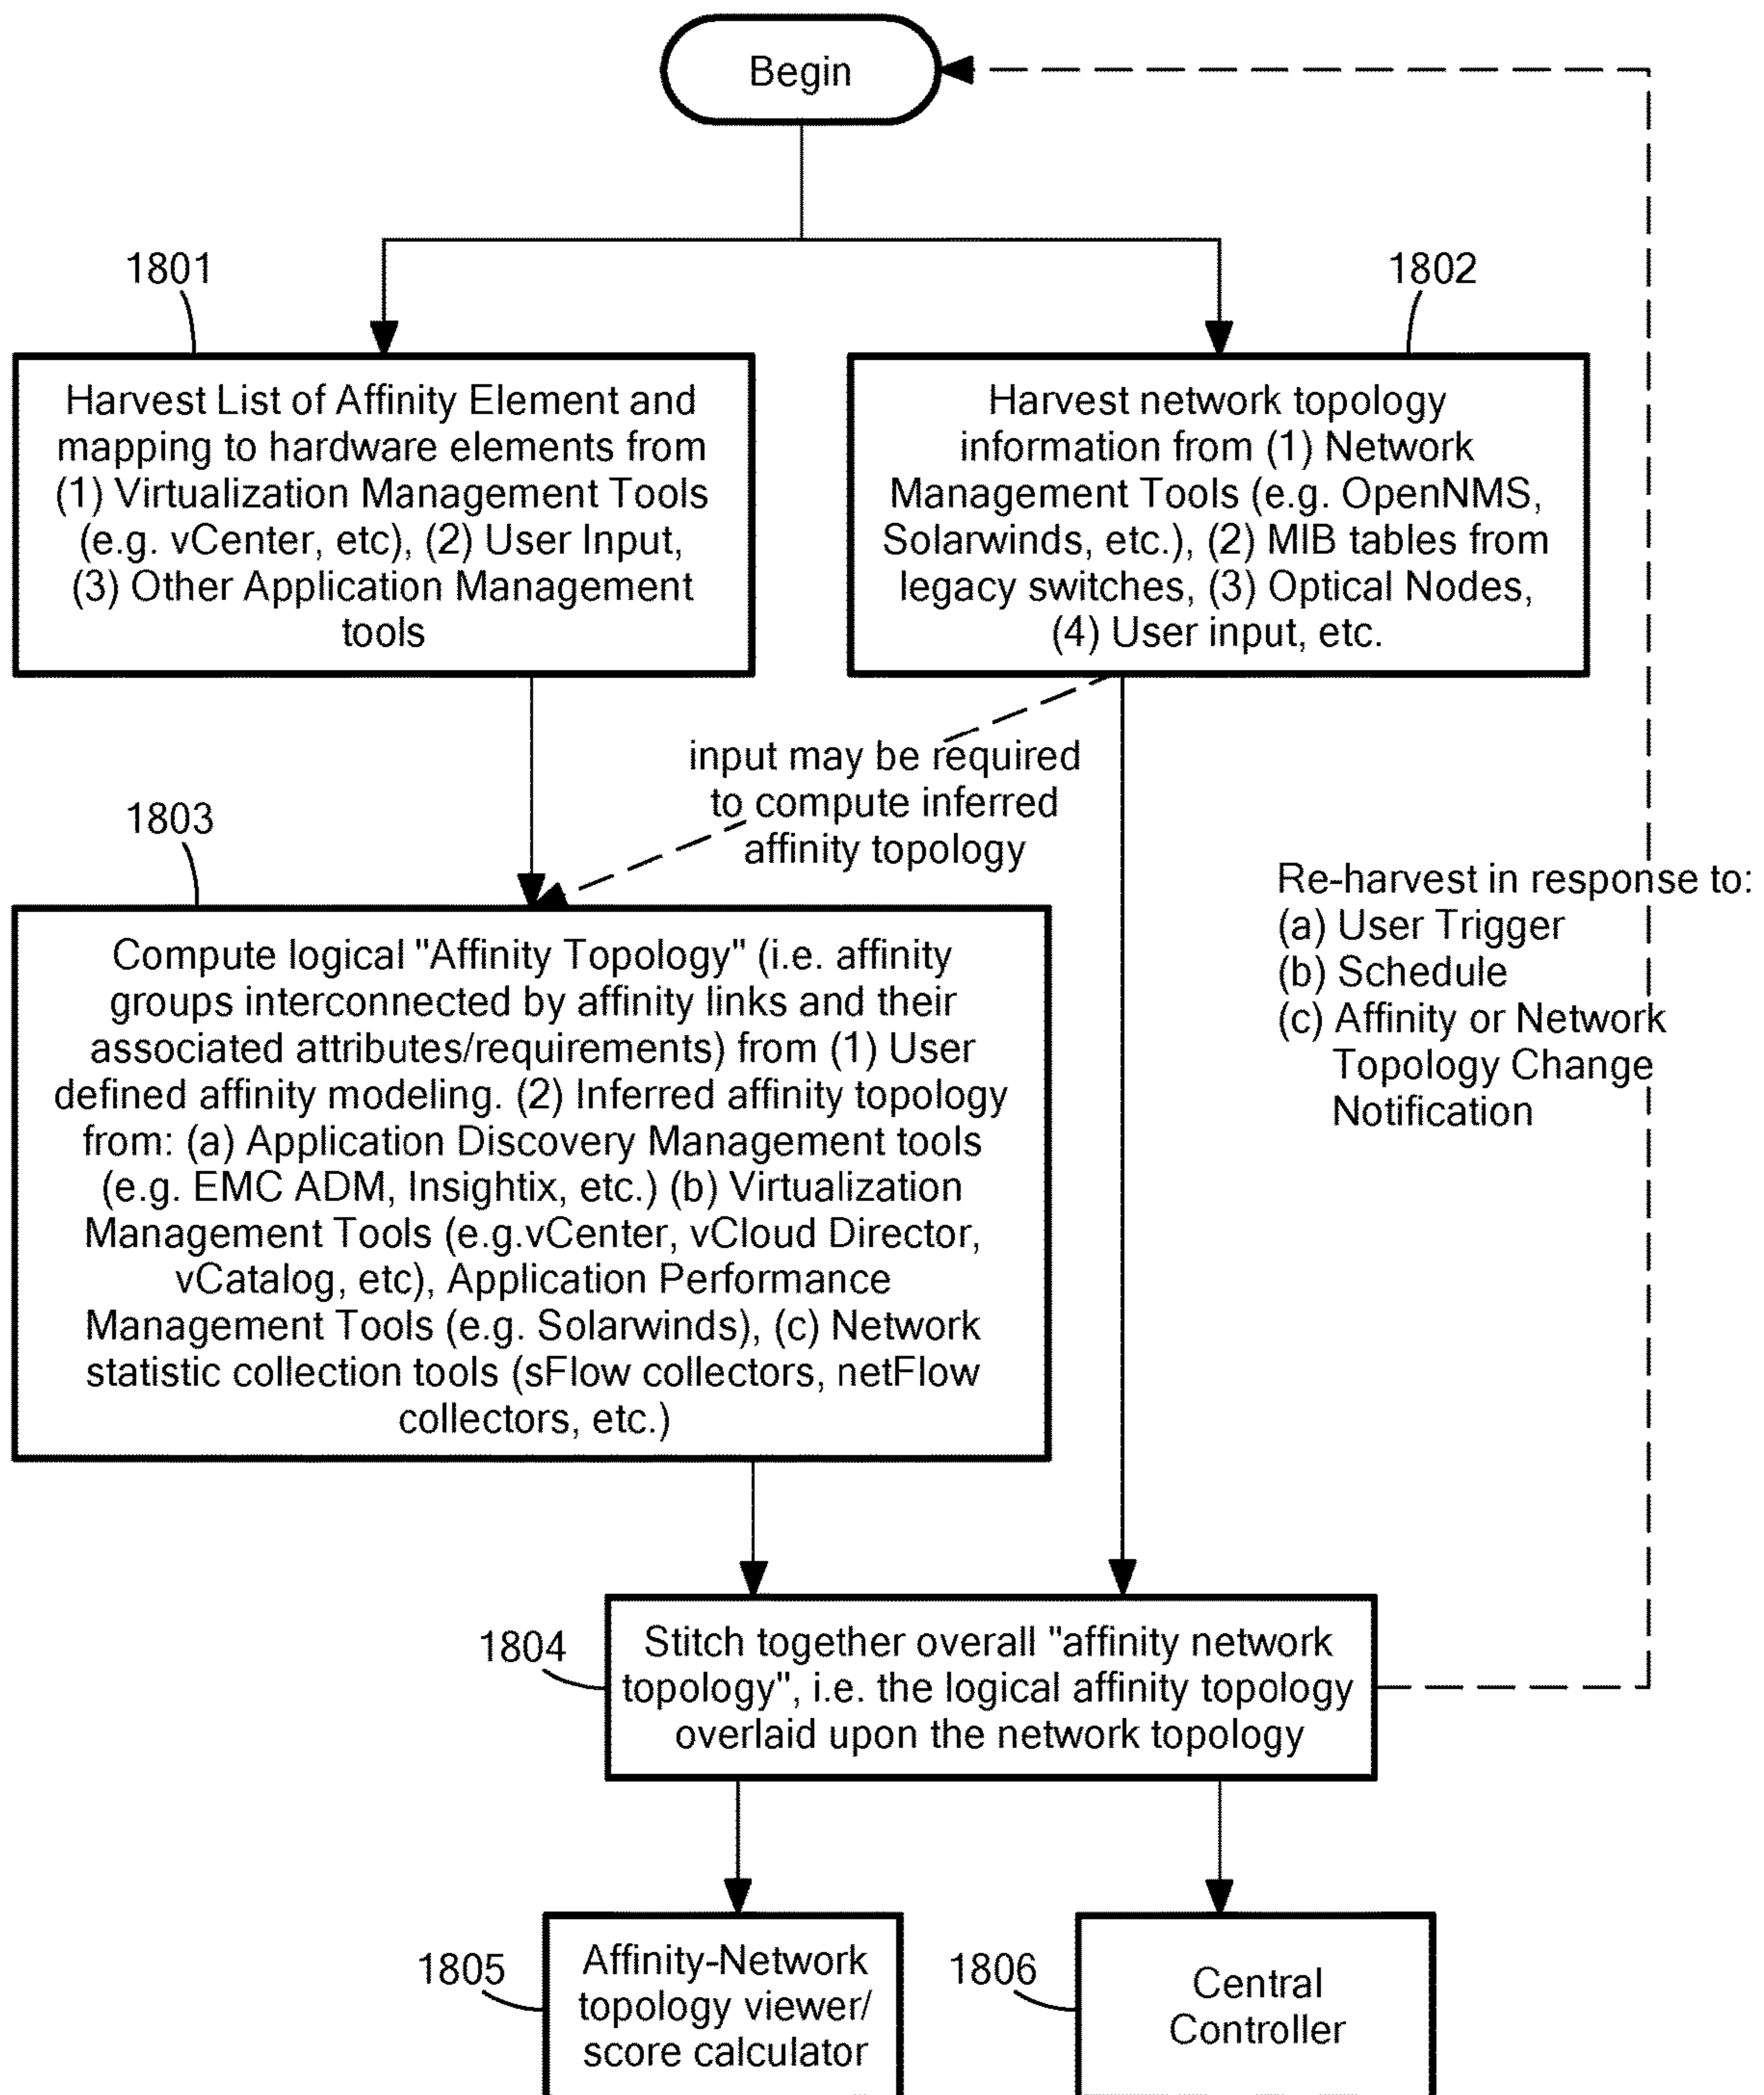 Begin
1801
1802
Harvest List of Affinity Element and
mapping to hardware elements from
(1) Virtualization Management Tools
(e.g. vCenter, etc), (2) User Input,
(3) Other Application Management
tools
Harvest network topology
information from (1) Network
Management Tools (e.g. OpenNMS,
Solarwinds, etc.), (2) MIB tables from
legacy switches, (3) Optical Nodes,
(4) User input, etc.
input may be required
to compute inferred
affinity topology
1803
Re-harvest in response to:
(a) User Trigger
(b) Schedule
(c) Affinity or Network
Topology Change
Notification
Compute logical "Affinity Topology" (i.e. affinity
groups interconnected by affinity links and their
associated attributes/requirements) from (1) User
defined affinity modeling. (2) Inferred affinity topology
from: (a) Application Discovery Management tools
(e.g. EMC ADM, Insightix, etc.) (b) Virtualization
Management Tools (e.g.vCenter, vCloud Director,
vCatalog, etc), Application Performance
Management Tools (e.g. Solarwinds), (c) Network
statistic collection tools (sFlow collectors, netFlow
collectors, etc.)
1804
Stitch together overall "affinity network
topology", i.e. the logical affinity topology
overlaid upon the network topology
1805
Affinity-Network
topology viewer/
score calculator
1806
Central
Controller